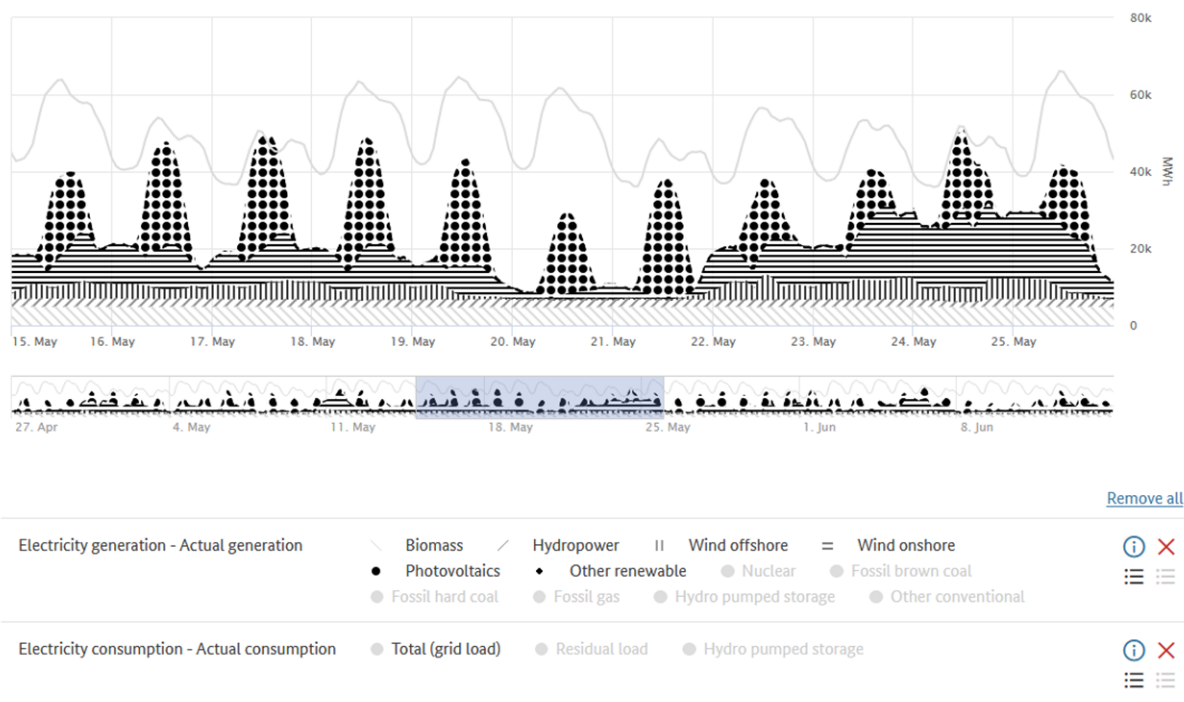 80k
60k
40k
20k
0
MWh
15. May 16. May 17. May 18. May 19. May 20. May 21. May 22. May 23. May 24. May 25. May
27. Apr 4. May 11. May 18. May 25. May 1. Jun 8. Jun
Remove all
Electricity generation - Actual generation Biomass Hydropower Wind offshore Wind onshore
Photovoltaics Other renewable Nuclear Fossil brown coal
Fossil hard coal Fossil gas Hydro pumped storage Other conventional
Electricity consumption - Actual consumption Total (grid load) Residual load Hydro pumped storage